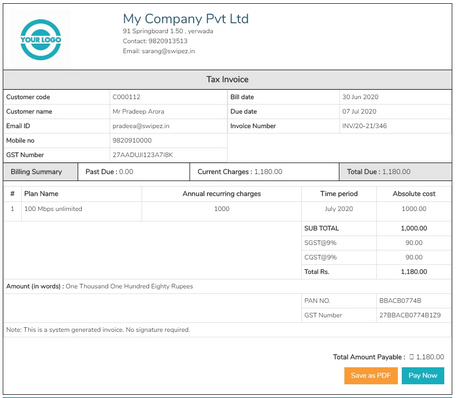 YOUR LOGO
My Company Pvt Ltd
91 Springboard 1.50 , yerwada
Contact: 9820913513
Email: sarang@swipez.in
Tax Invoice
Customer code C000112 Bill date 30 Jun 2020
Customer name Mr Pradeep Arora Due date 07 Jul 2020
Email ID pradeea@swipez.in Invoice Number INV/20-21/346
Mobile no 9820910000
GST Number 27AADUJI123A7I8K
Billing Summary Past Due : 0.00 Current Charges : 1,180.00 Total Due : 1,180.00
# Plan Name Annual recurring charges Time period Absolute cost
1 100 Mbps unlimited 1000 July 2020 1000.00
SUB TOTAL 1,000.00
SGST@9% 90.00
CGST@9% 90.00
Total Rs. 1,180.00
Amount (in words) : One Thousand One Hundred Eighty Rupees
PAN NO. BBACB0774B
GST Number 27BBACB0774B1Z9
Note: This is a system generated invoice. No signature required.
Total Amount Payable : 1,180.00
Save as PDF Pay Now